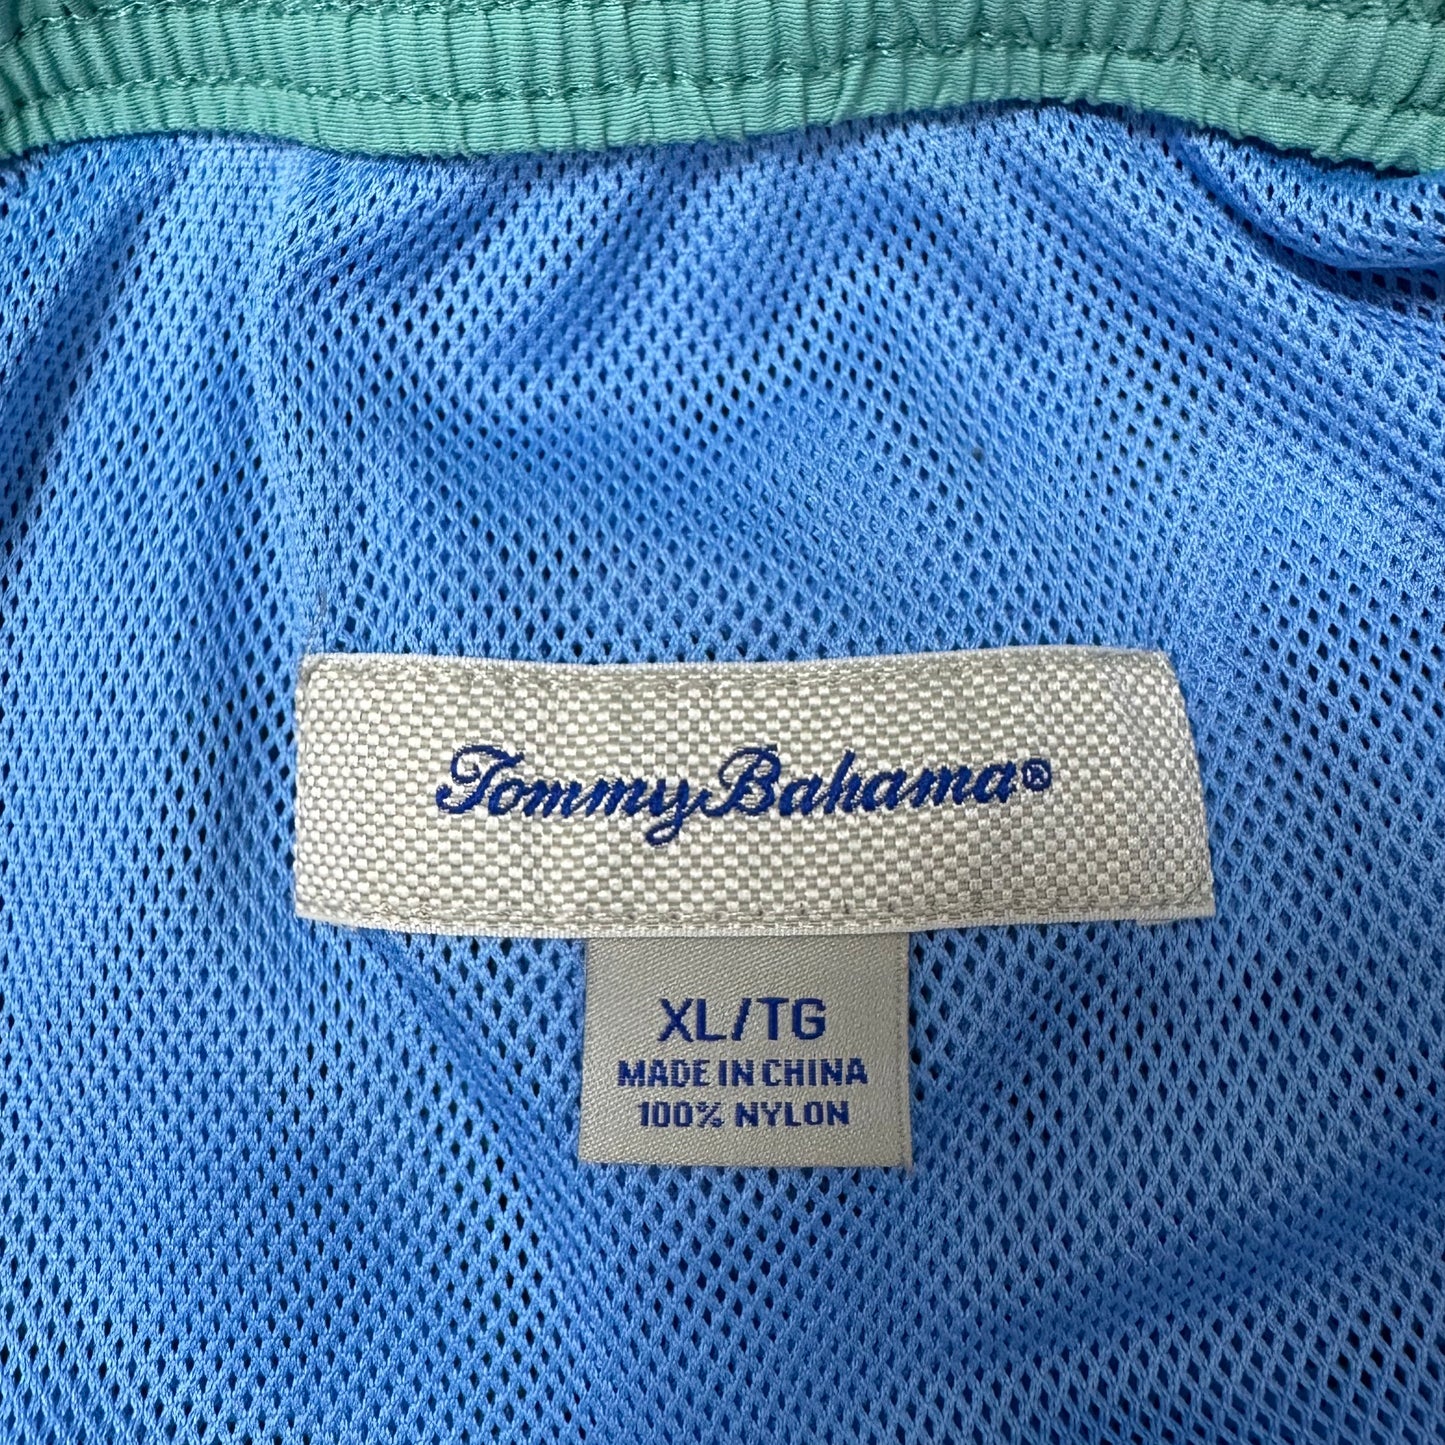 Tommy Bahama®
XL/TG
MADE IN CHINA
100% NYLON